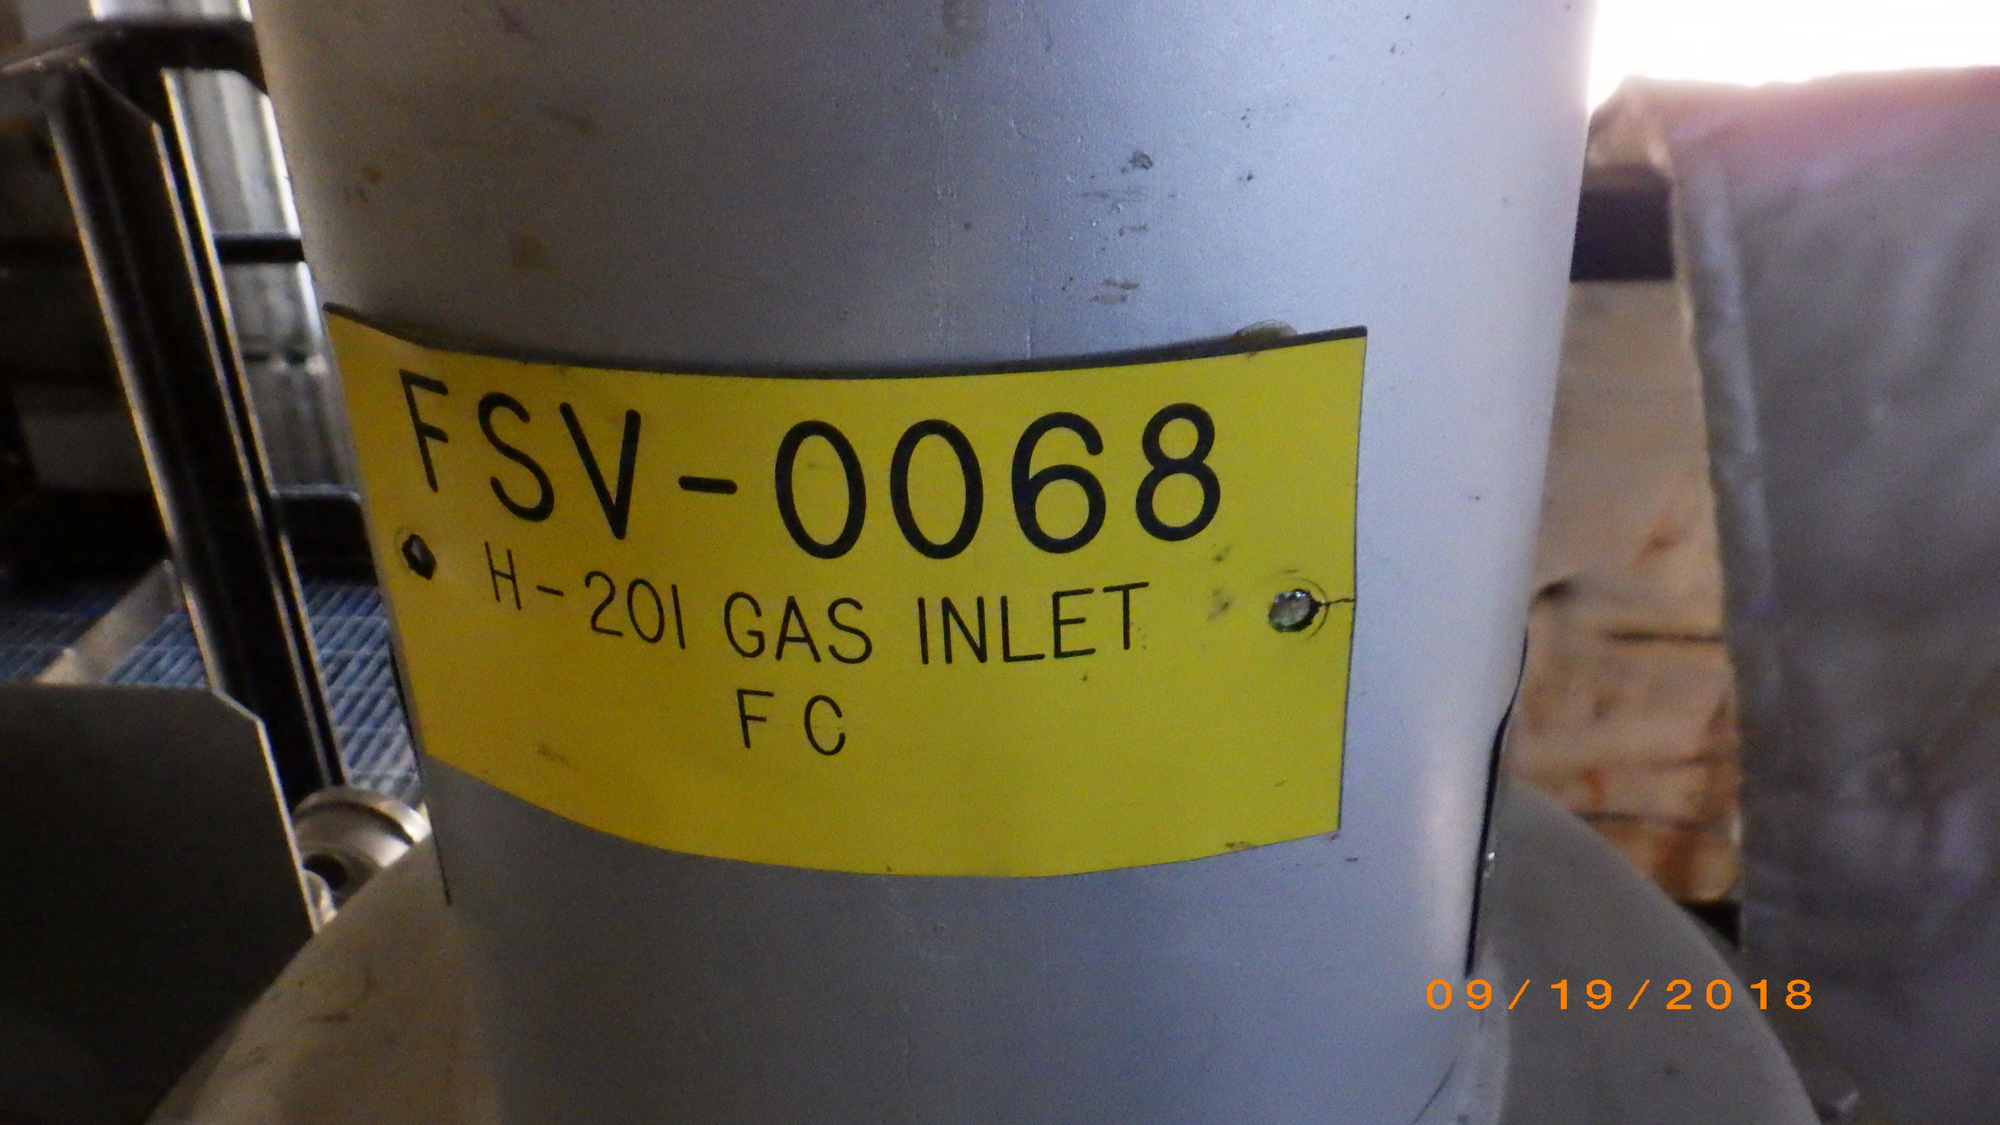 FSV-0068
H-201 GAS INLET
FC
09/19/2018